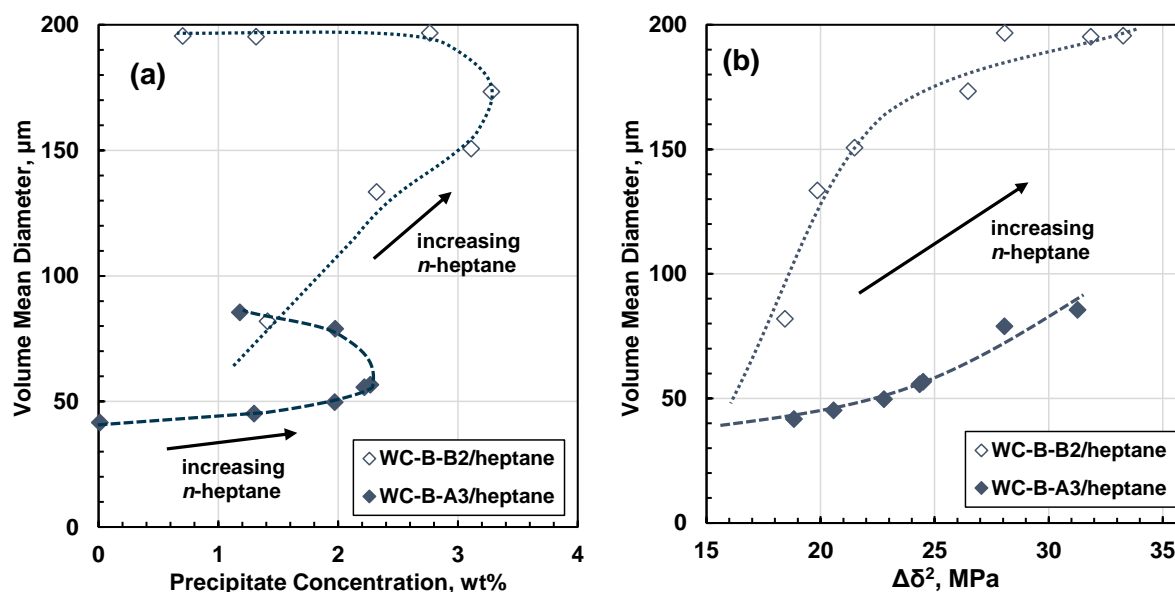 (a)
Volume Mean Diameter, µm
200
150
100
50
0
increasing
n-heptane
increasing
n-heptane
WC-B-B2/heptane
WC-B-A3/heptane
0
1
2
3
4
Precipitate Concentration, wt%
(b)
Volume Mean Diameter, µm
200
150
100
50
0
increasing
n-heptane
WC-B-B2/heptane
WC-B-A3/heptane
15
20
25
30
35
Δδ², MPa